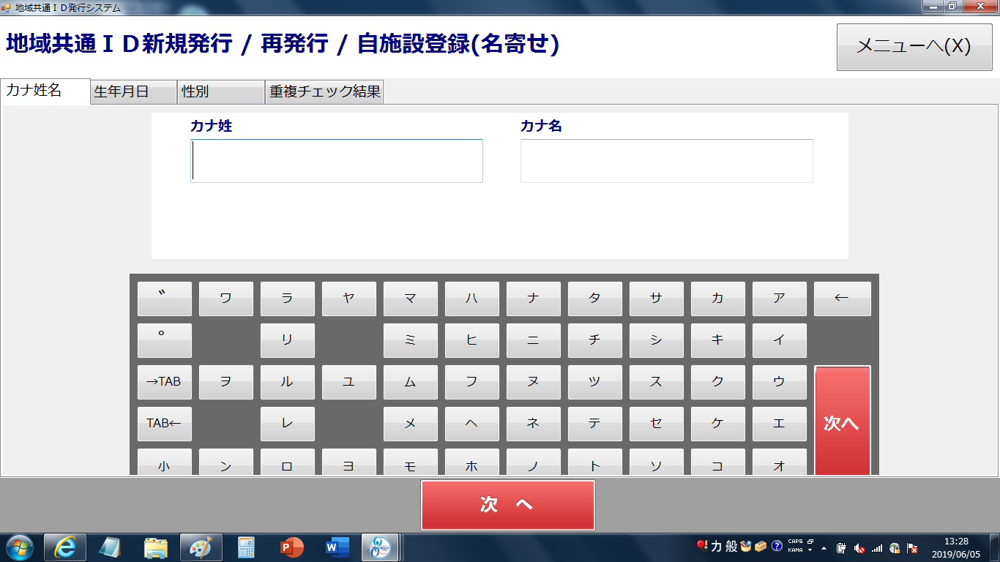 地域共通ＩＤ発行システム
地域共通ＩＤ新規発行 / 再発行 / 自施設登録(名寄せ)
メニューへ(X)
カナ姓名 生年月日 性別 重複チェック結果
カナ姓 カナ名
゛ ワ ラ ヤ マ ハ ナ タ サ カ ア ←
゜ リ ミ ヒ ニ チ シ キ イ
→TAB ヲ ル ユ ム フ ヌ ツ ス ク ウ
TAB← レ メ ヘ ネ テ セ ケ エ 次へ
小 ン ロ ヨ モ ホ ノ ト ソ コ オ
次 へ
力 般 CAPS KANA
13:28
2019/06/05